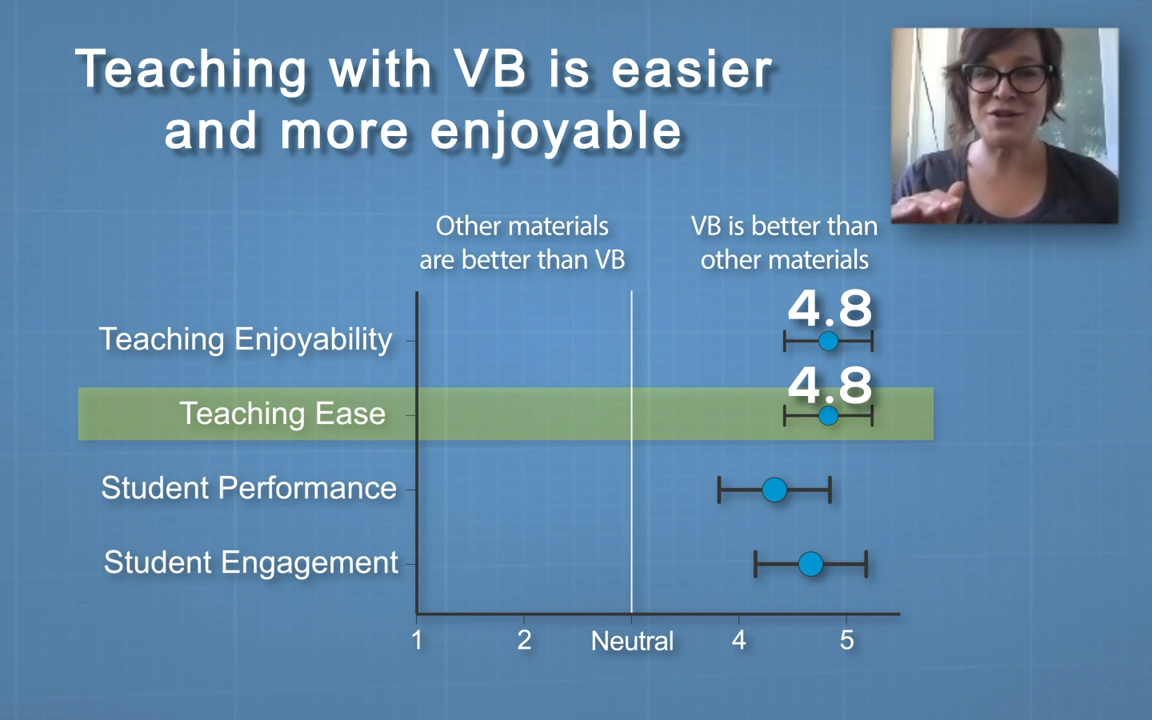 Teaching with VB is easier
and more enjoyable
Other materials
are better than VB
VB is better than
other materials
4.8
Teaching Enjoyability
4.8
Teaching Ease
Student Performance
Student Engagement
1 2 Neutral 4 5